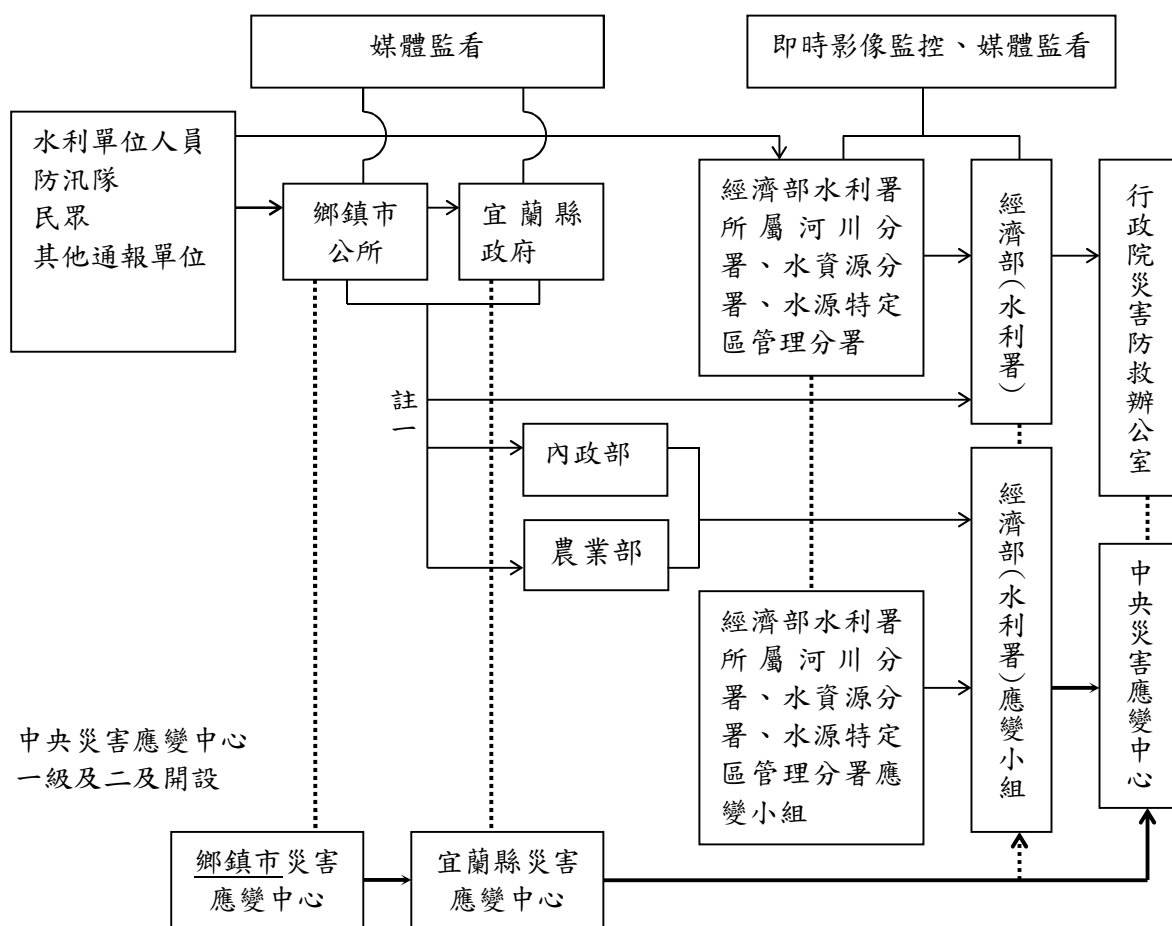 媒體監看
即時影像監控、媒體監看
水利單位人員
防汛隊
民眾
其他通報單位
鄉鎮市
公所
宜蘭縣
政府
經濟部水利署
所屬河川分
署、水資源分
署、水源特定
區管理分署
經濟部(水利署)
行政院災害防救辦公室
註一
內政部
農業部
經濟部水利署
所屬河川分
署、水資源分
署、水源特定
區管理分署應
變小組
經濟部(水利署)應變小組
中央災害應變中心
中央災害應變中心
一級及二及開設
鄉鎮市災害
應變中心
宜蘭縣災害
應變中心